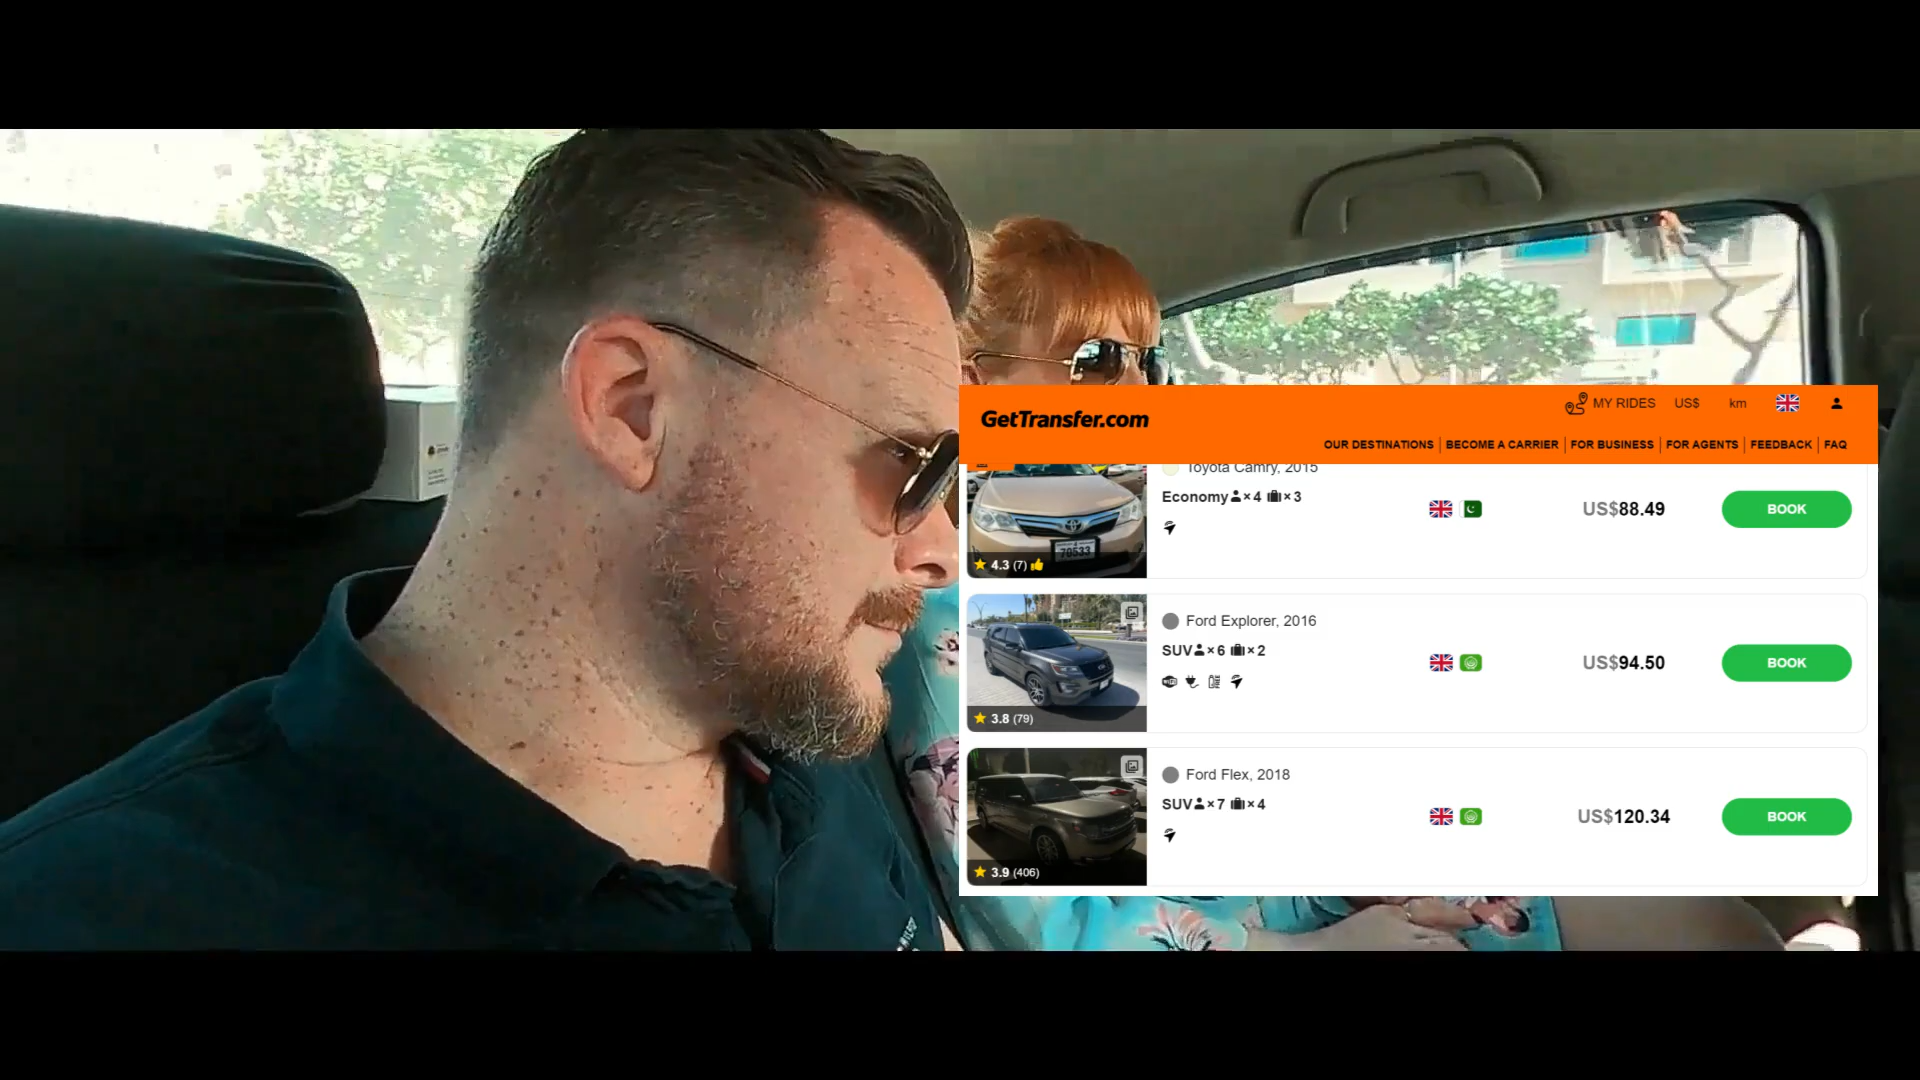 MY RIDES US$ km
GetTransfer.com
OUR DESTINATIONS BECOME A CARRIER FOR BUSINESS FOR AGENTS FEEDBACK FAQ
Toyota Camry, 2015
Economy × 4 × 3
US$88.49
BOOK
70533
4.3 (7)
Ford Explorer, 2016
SUV × 6 × 2
US$94.50
BOOK
3.8 (79)
Ford Flex, 2018
SUV × 7 × 4
US$120.34
BOOK
3.9 (406)